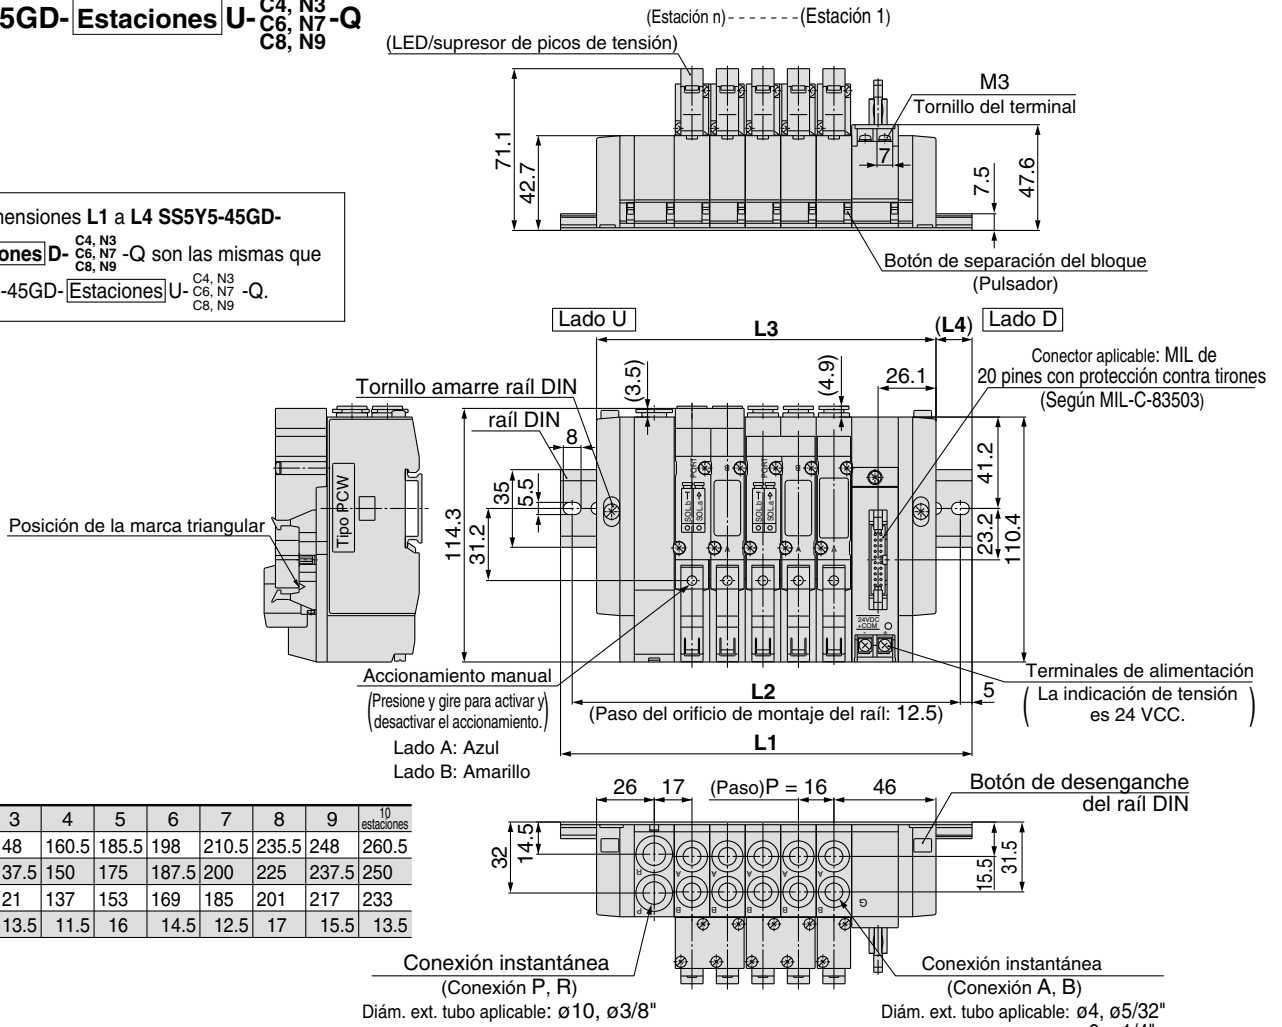 5GD-Estaciones U- C4, N3 C6, N7 C8, N9 -Q
(Estación n)-------(Estación 1)
(LED/supresor de picos de tensión)
M3
Tornillo del terminal
71.1
42.7
7
7.5
47.6
Botón de separación del bloque
(Pulsador)
mensiones L1 a L4 SS5Y5-45GD-
ones D- C4, N3 C6, N7 C8, N9 -Q son las mismas que
-45GD- Estaciones U- C4, N3 C6, N7 C8, N9 -Q.
Lado U
L3
(L4)
Lado D
Conector aplicable: MIL de
20 pines con protección contra tirones
(Según MIL-C-83503)
26.1
(3.5)
(4.9)
Tornillo amarre raíl DIN
raíl DIN
8
35
5.5
114.3
31.2
41.2
23.2
110.4
Tipo PCW
Posición de la marca triangular
PORT
B
PORT
B
SOL b
SOL a
SOL b
SOL a
A
A
A
24VDC
+COM
- +
Accionamiento manual
(Presione y gire para activar y
desactivar el accionamiento.)
Lado A: Azul
Lado B: Amarillo
L2
5
(Paso del orificio de montaje del raíl: 12.5)
L1
Terminales de alimentación
(La indicación de tensión
es 24 VCC.)
26
17
(Paso)P = 16
46
Botón de desenganche
del raíl DIN
32
14.5
15.5
31.5
R A A A A A
P B B B B B
G
3 4 5 6 7 8 9 10 estaciones
48 160.5 185.5 198 210.5 235.5 248 260.5
37.5 150 175 187.5 200 225 237.5 250
21 137 153 169 185 201 217 233
13.5 11.5 16 14.5 12.5 17 15.5 13.5
Conexión instantánea
(Conexión P, R)
Diám. ext. tubo aplicable: ø10, ø3/8"
Conexión instantánea
(Conexión A, B)
Diám. ext. tubo aplicable: ø4, ø5/32"